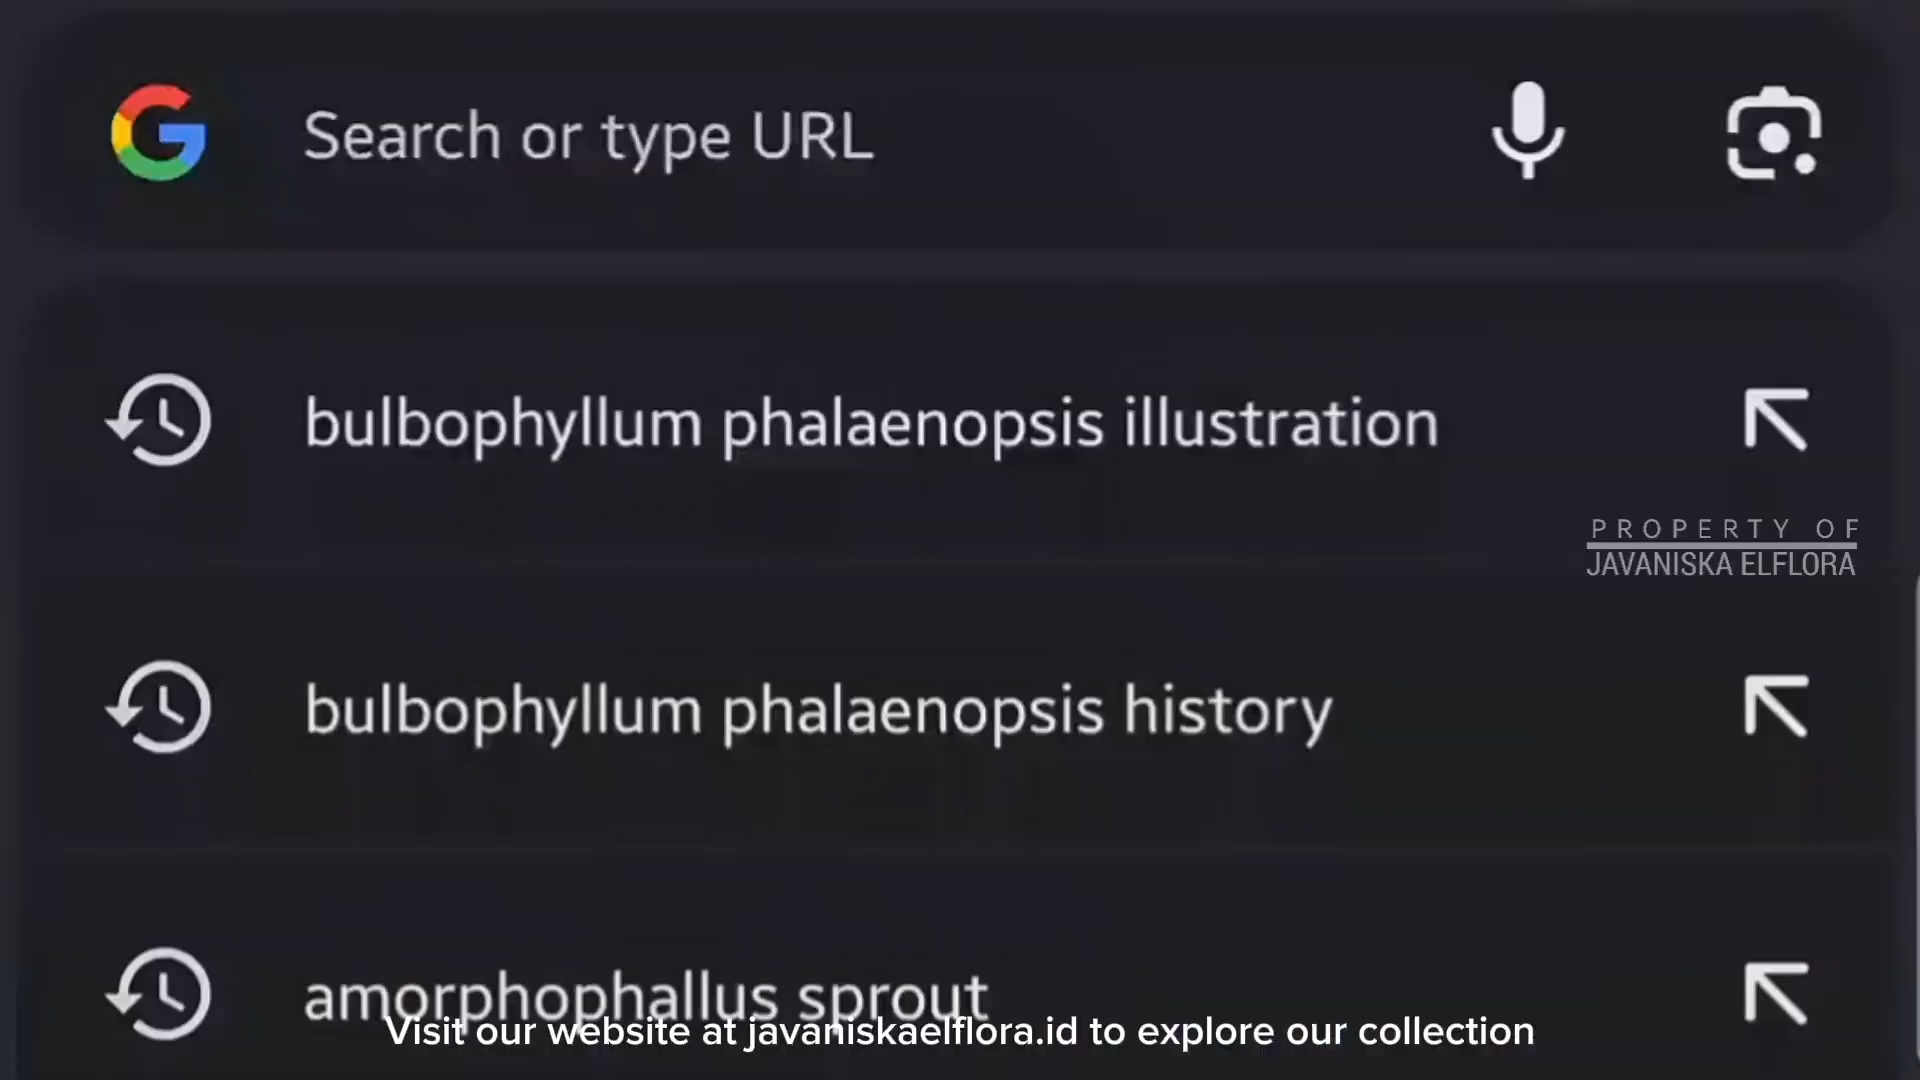 Search or type URL
bulbophyllum phalaenopsis illustration
PROPERTY OF
JAVANISKA ELFLORA
bulbophyllum phalaenopsis history
amorphophallus sprout
Visit our website at javaniskaelflora.id to explore our collection